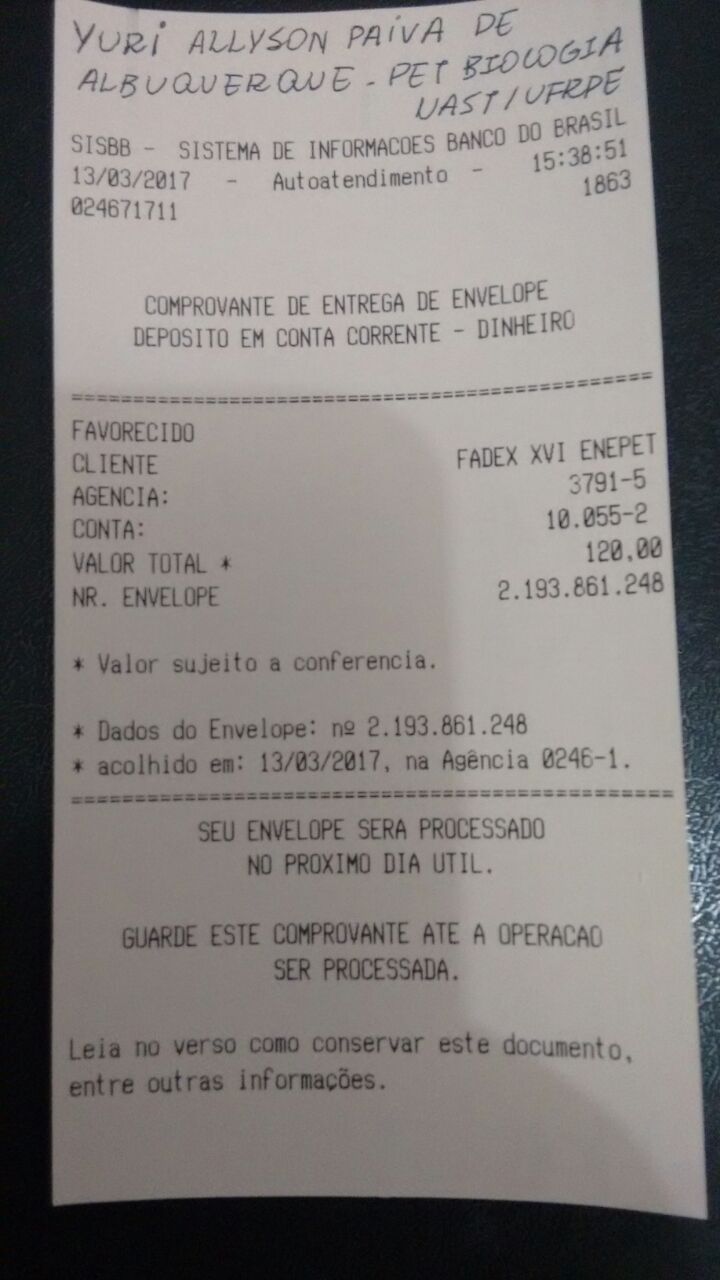 YURI ALLYSON PAIVA DE
ALBUQUERQUE - PET BIOLOGIA
UAST/UFRPE
SISBB - SISTEMA DE INFORMACOES BANCO DO BRASIL
13/03/2017 - Autoatendimento - 15:38:51
024671711 1863
COMPROVANTE DE ENTREGA DE ENVELOPE
DEPOSITO EM CONTA CORRENTE - DINHEIRO
================================================
FAVORECIDO
CLIENTE FADEX XVI ENEPET
AGENCIA: 3791-5
CONTA: 10.055-2
VALOR TOTAL * 120,00
NR. ENVELOPE 2.193.861.248
* Valor sujeito a conferencia.
* Dados do Envelope: nº 2.193.861.248
* acolhido em: 13/03/2017, na Agência 0246-1.
================================================
SEU ENVELOPE SERA PROCESSADO
NO PROXIMO DIA UTIL.
GUARDE ESTE COMPROVANTE ATE A OPERACAO
SER PROCESSADA.
Leia no verso como conservar este documento,
entre outras informações.